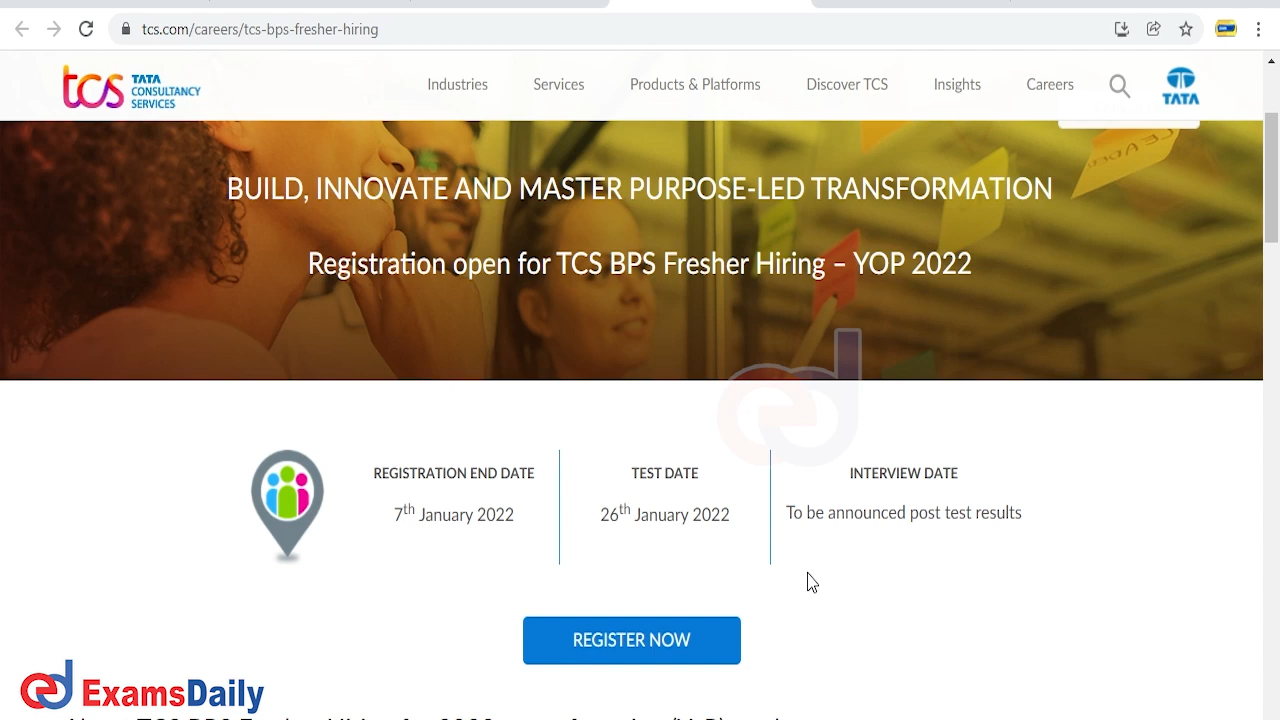 tcs.com/careers/tcs-bps-fresher-hiring
tcs TATA
CONSULTANCY
SERVICES
Industries Services Products & Platforms Discover TCS Insights Careers
TATA
LEADER
BUILD, INNOVATE AND MASTER PURPOSE-LED TRANSFORMATION
Registration open for TCS BPS Fresher Hiring – YOP 2022
REGISTRATION END DATE
7th January 2022
TEST DATE
26th January 2022
INTERVIEW DATE
To be announced post test results
REGISTER NOW
ed ExamsDaily